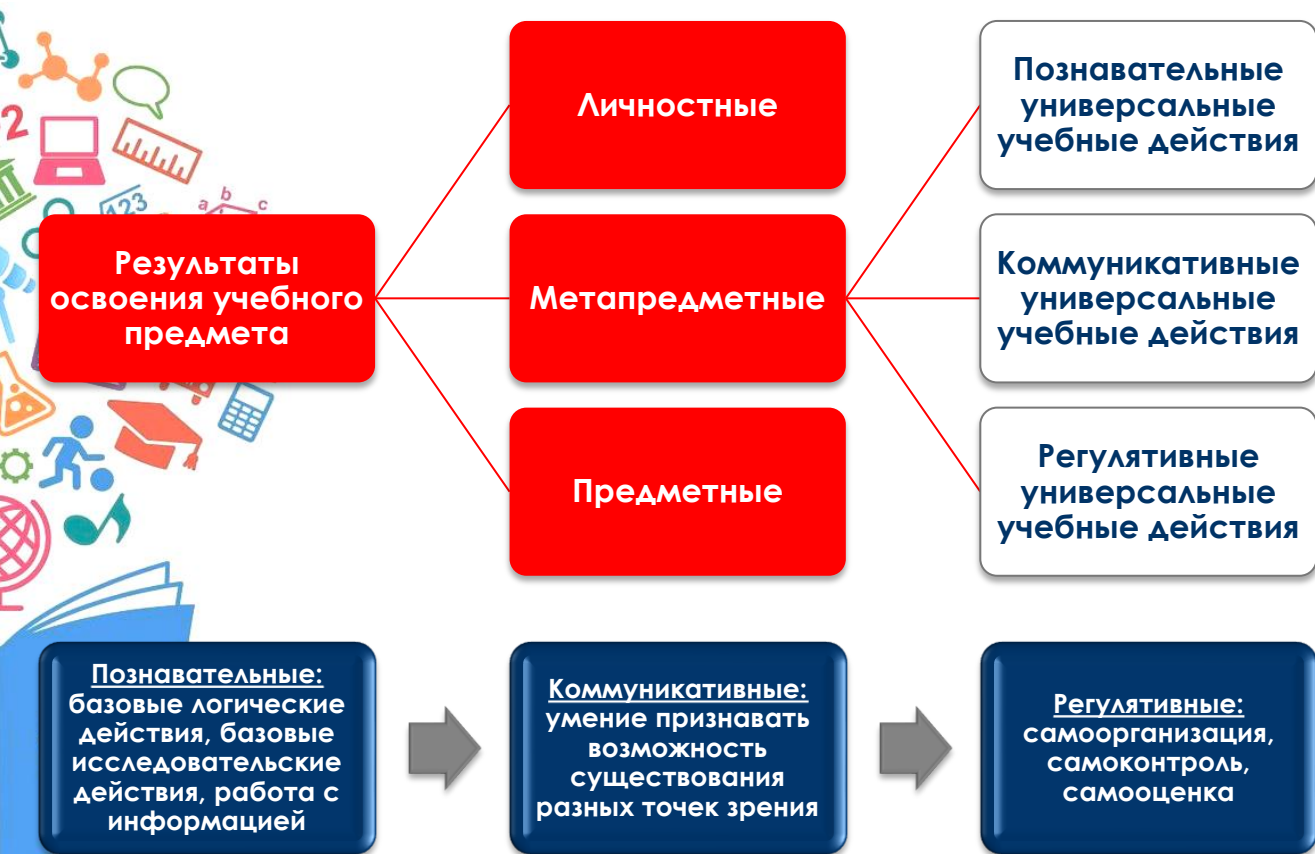 Личностные
Познавательные
универсальные
учебные действия
2
123
a b c
Результаты
освоения учебного
предмета
Метапредметные
Коммуникативные
универсальные
учебные действия
Предметные
Регулятивные
универсальные
учебные действия
Познавательные:
базовые логические
действия, базовые
исследовательские
действия, работа с
информацией
Коммуникативные:
умение признавать
возможность
существования
разных точек зрения
Регулятивные:
самоорганизация,
самоконтроль,
самооценка